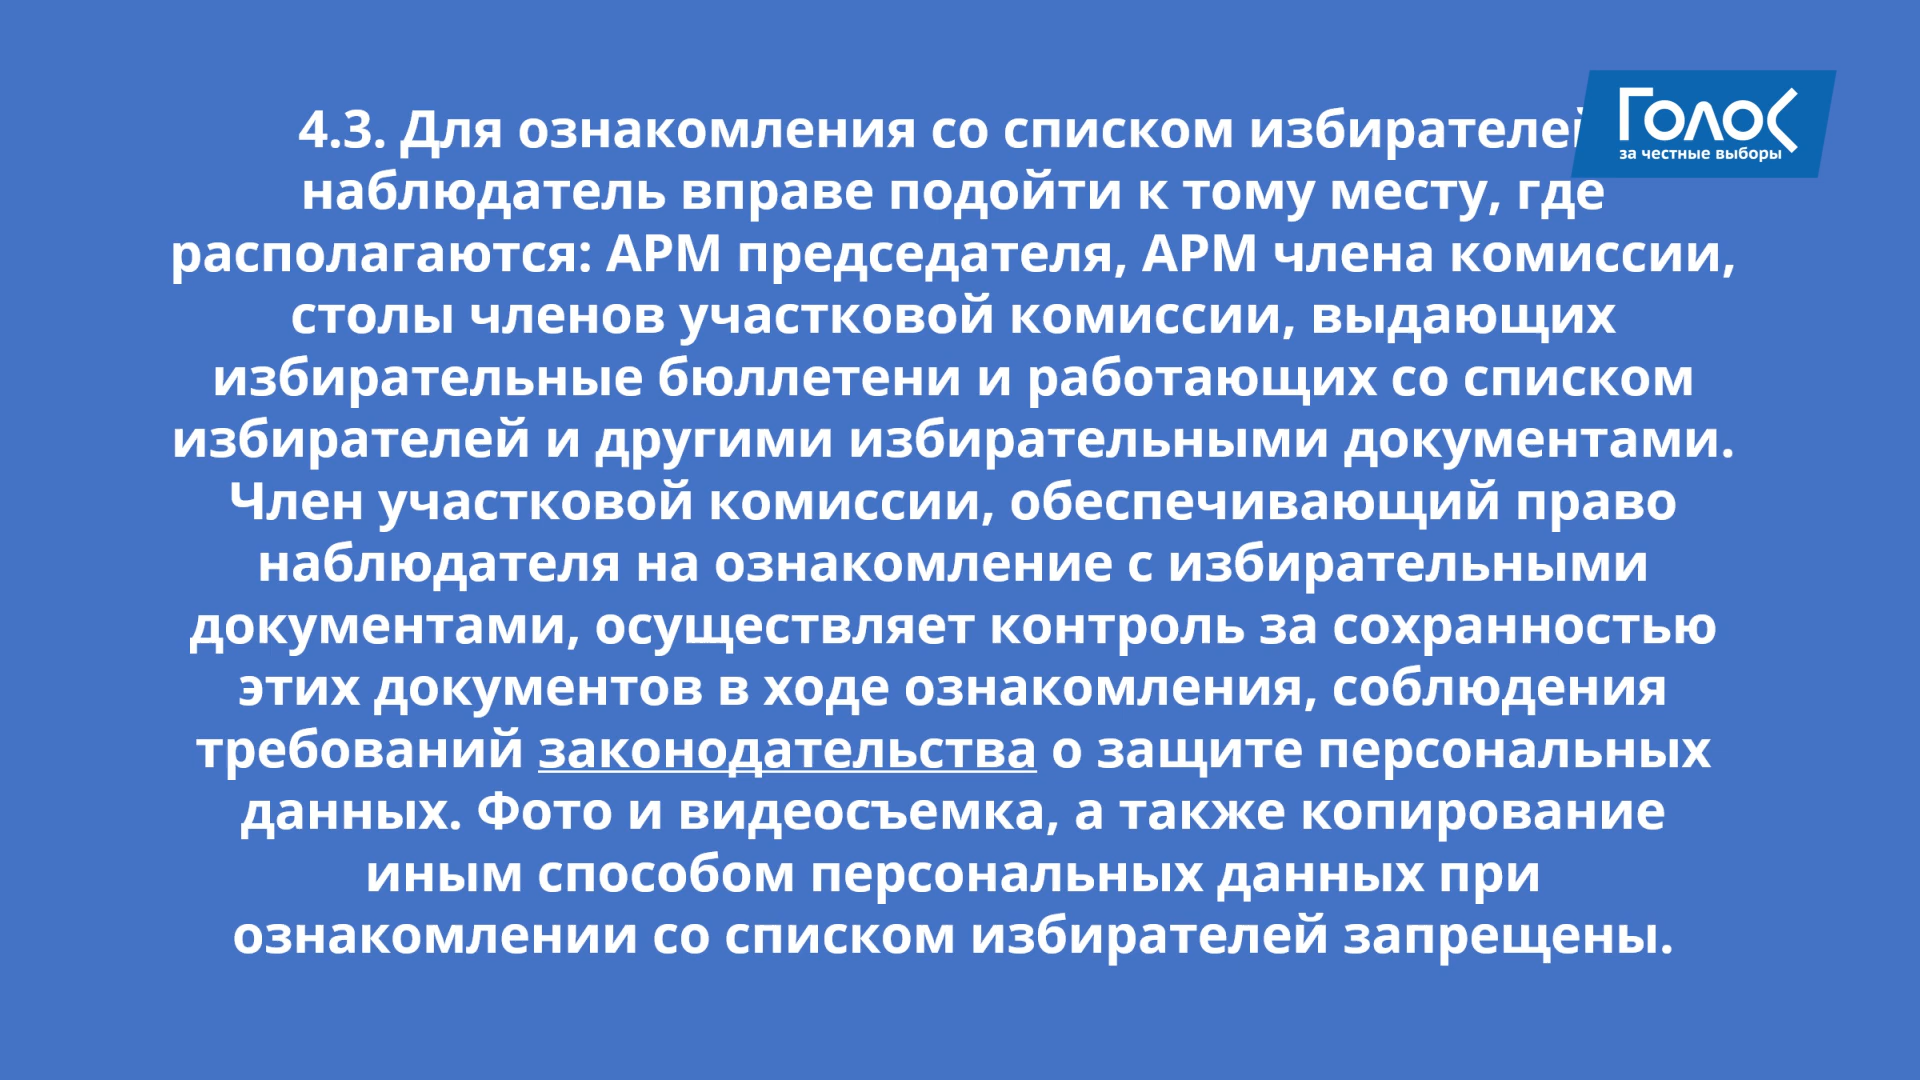 4.3. Для ознакомления со списком избирателей
наблюдатель вправе подойти к тому месту, где
располагаются: АРМ председателя, АРМ члена комиссии,
столы членов участковой комиссии, выдающих
избирательные бюллетени и работающих со списком
избирателей и другими избирательными документами.
Член участковой комиссии, обеспечивающий право
наблюдателя на ознакомление с избирательными
документами, осуществляет контроль за сохранностью
этих документов в ходе ознакомления, соблюдения
требований законодательства о защите персональных
данных. Фото и видеосъемка, а также копирование
иным способом персональных данных при
ознакомлении со списком избирателей запрещены.
Голос
за честные выборы